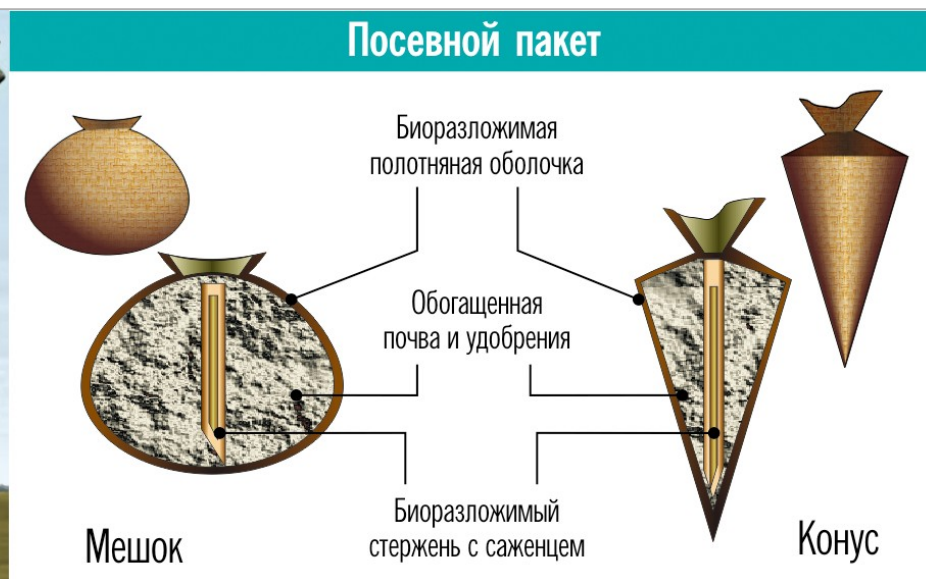 Посевной пакет
Биоразложимая
полотняная оболочка
Обогащенная
почва и удобрения
Биоразложимый
стержень с саженцем
Мешок
Конус